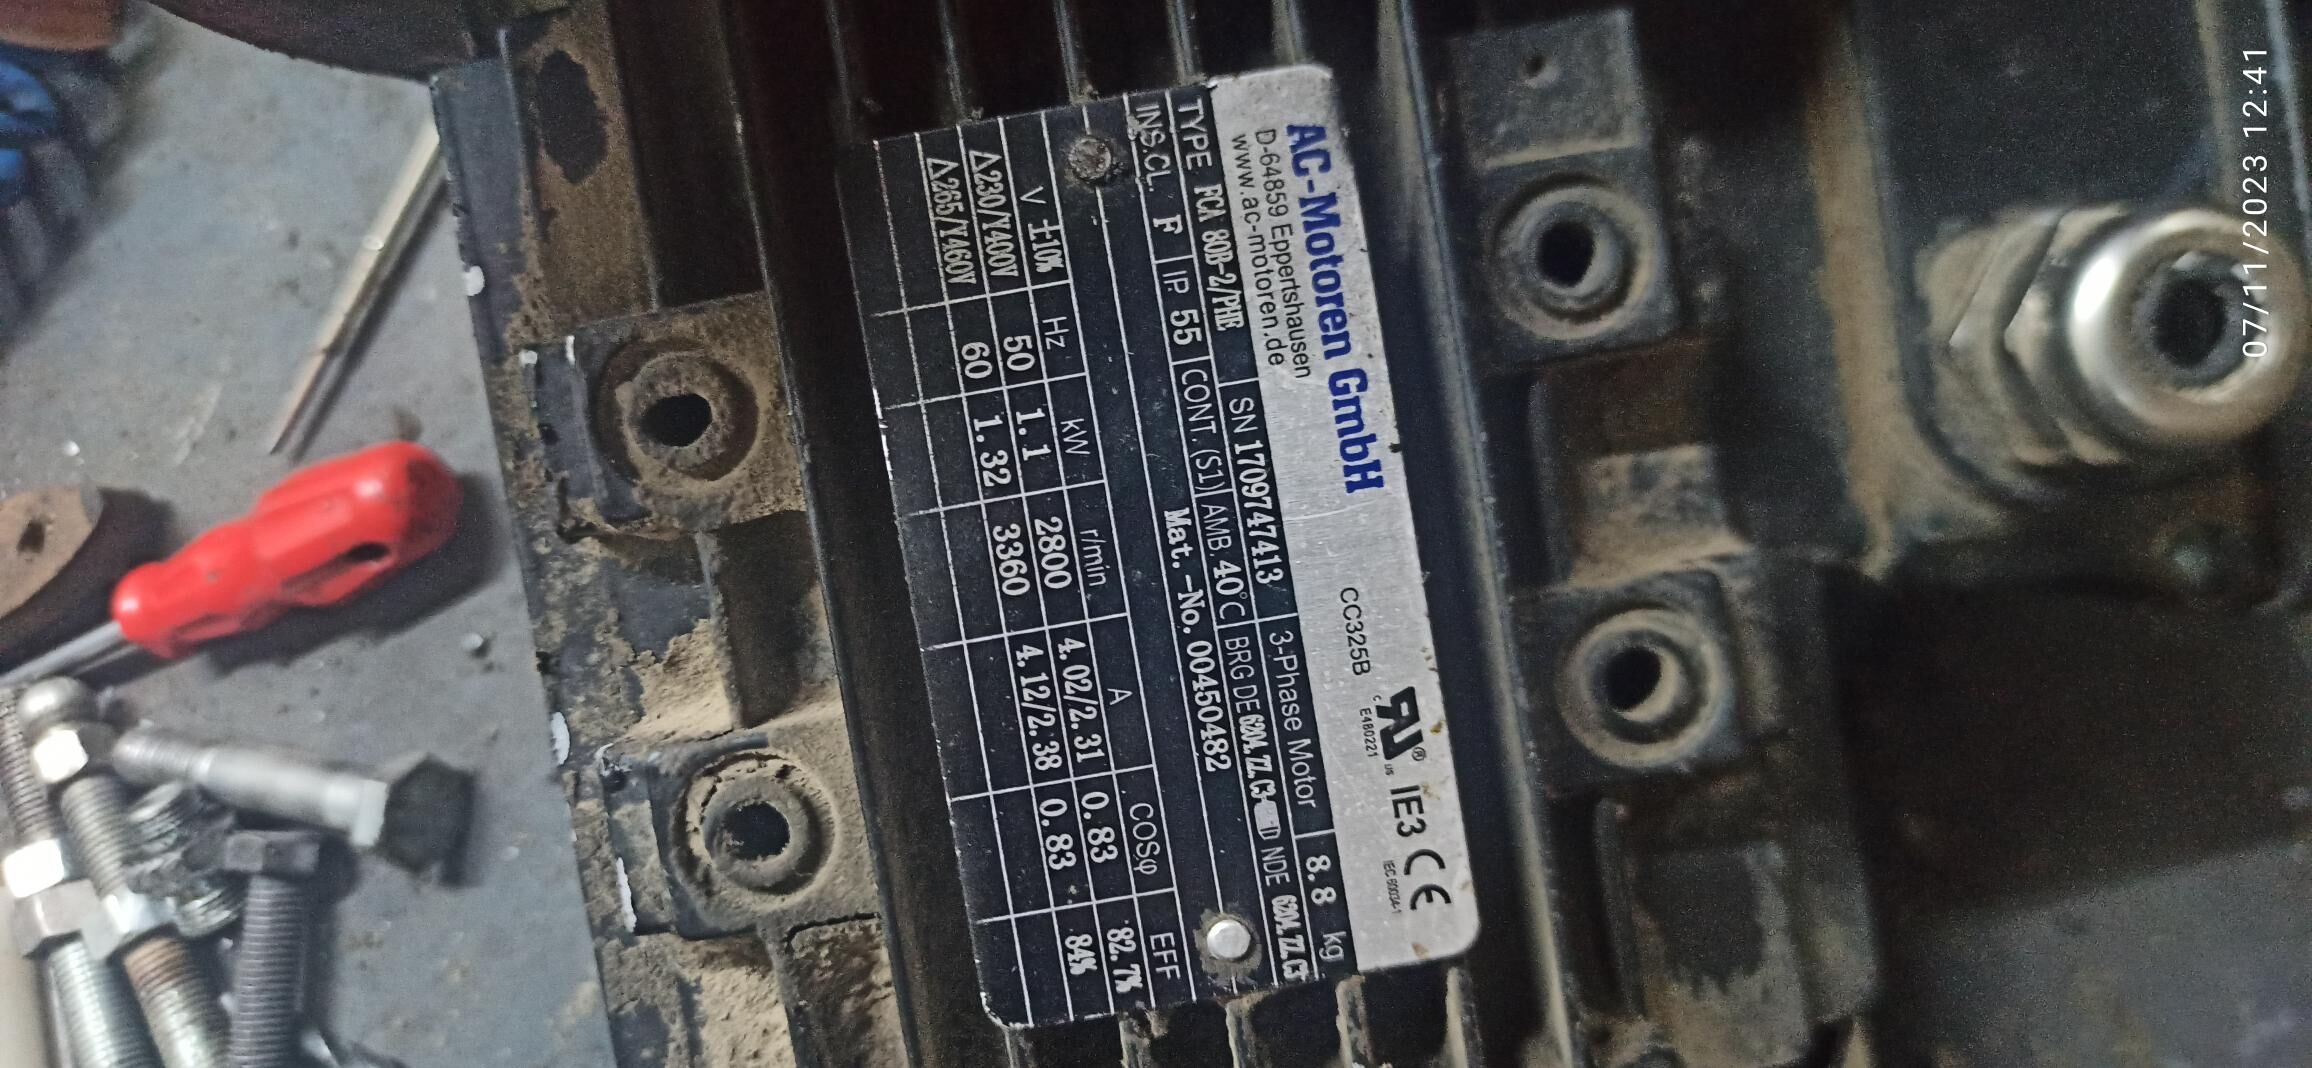 AC-Motoren GmbH
D-64859 Eppertshausen
www.ac-motoren.de
CC325B
c US ®
E480221
IE3 CE
IEC 60034-1
TYPE FCA 80B-2/PHE SN 1709747413 3-Phase Motor 8.8 kg
INS.CL. F IP 55 CONT.(S1) AMB. 40°C BRG DE 6204.ZZ.C3 NDE 6204.ZZ.C3
Mat.-No. 00450482
V ±10% Hz kW r/min A COSφ EFF
Δ230/Y400V 50 1.1 2800 4.02/2.31 0.83 82.7%
Δ265/Y460V 60 1.32 3360 4.12/2.38 0.83 84%
07/11/2023 12:41